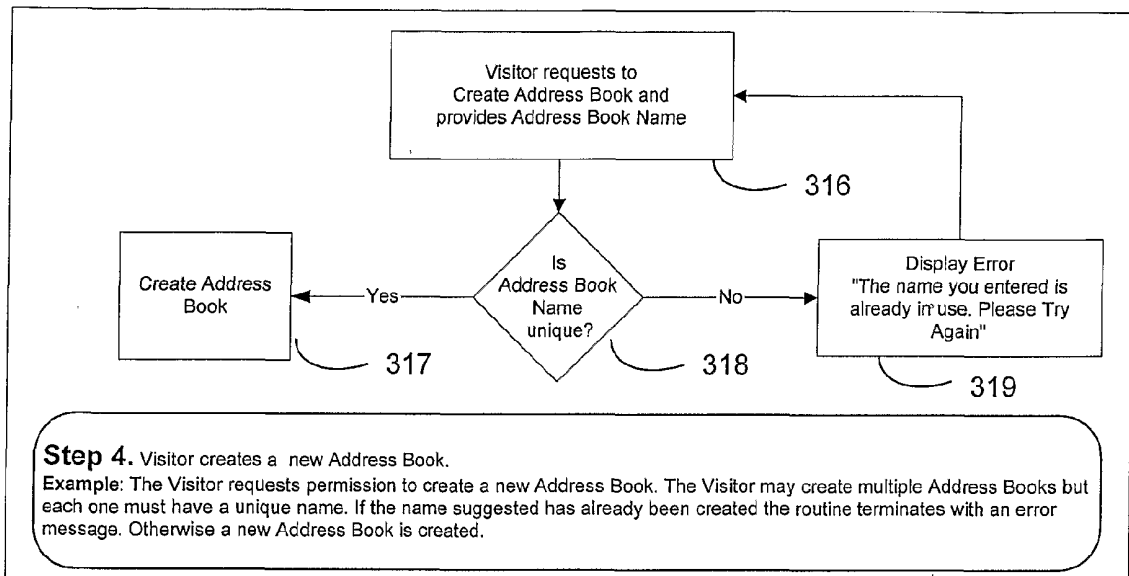 Visitor requests to
Create Address Book and
provides Address Book Name
316
Create Address
Book
Yes
Is
Address Book
Name
unique?
No
Display Error
"The name you entered is
already in use. Please Try
Again"
317
318
319
Step 4. Visitor creates a new Address Book.
Example: The Visitor requests permission to create a new Address Book. The Visitor may create multiple Address Books but
each one must have a unique name. If the name suggested has already been created the routine terminates with an error
message. Otherwise a new Address Book is created.